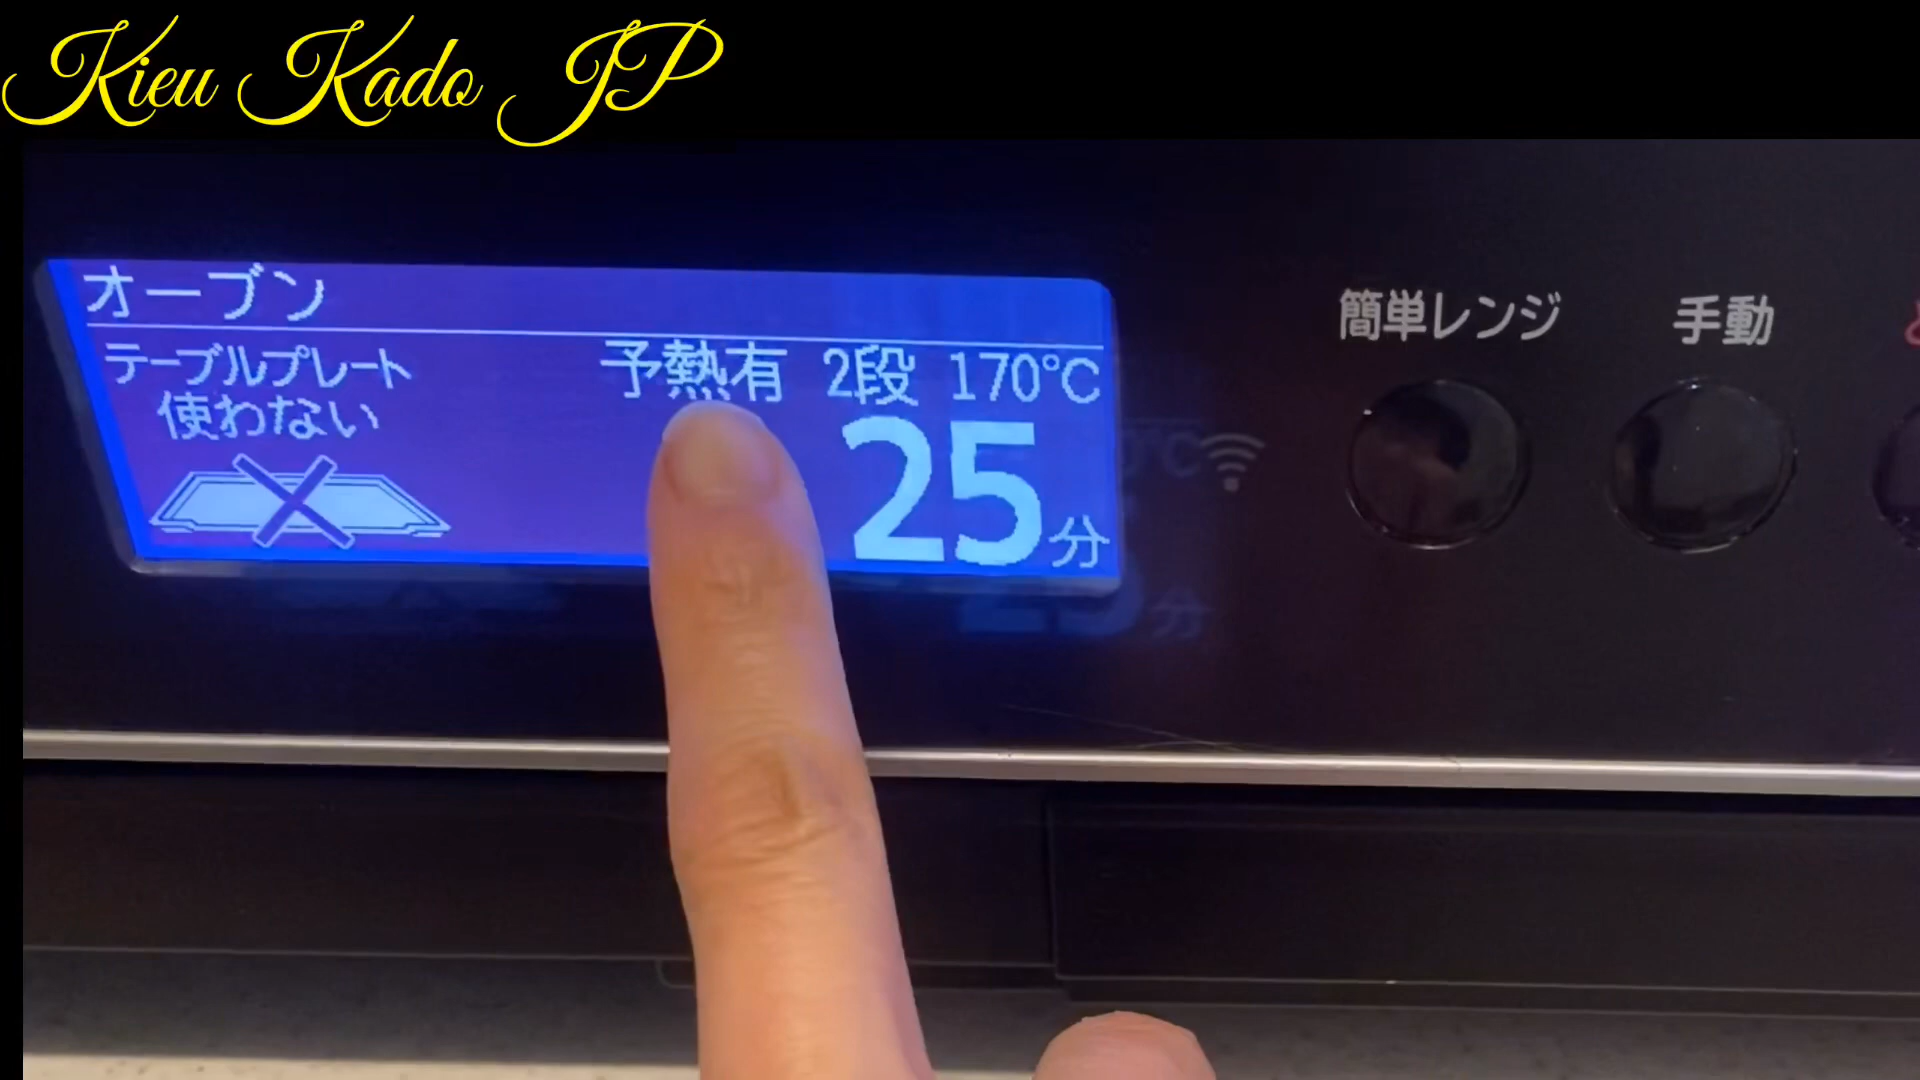 Kieu Kado JP
オーブン
テーブルプレート
使わない
予熱有 2段 170℃
25分
簡単レンジ
手動